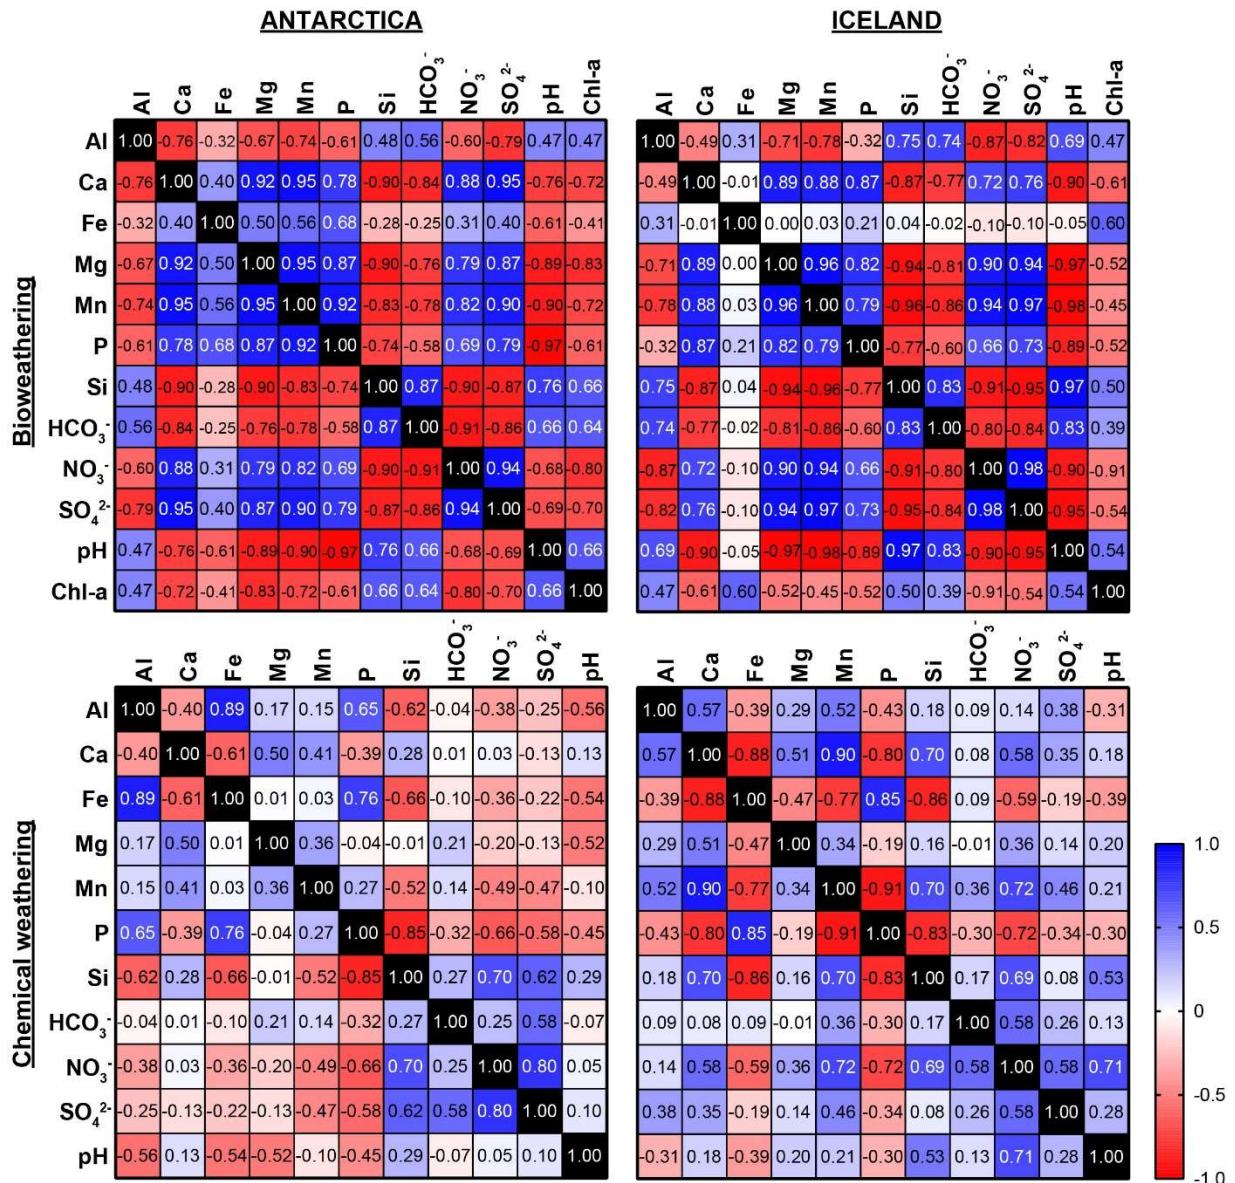 ANTARCTICA ICELAND
Al Ca Fe Mg Mn P Si HCO₃⁻ NO₃⁻ SO₄²⁻ pH Chl-a Al Ca Fe Mg Mn P Si HCO₃⁻ NO₃⁻ SO₄²⁻ pH Chl-a
Bioweathering
Al 1.00 -0.76 -0.32 -0.67 -0.74 -0.61 0.48 0.56 -0.60 -0.79 0.47 0.47 1.00 -0.49 0.31 -0.71 -0.78 -0.32 0.75 0.74 -0.87 -0.82 0.69 0.47
Ca -0.76 1.00 0.40 0.92 0.95 0.78 -0.90 -0.84 0.88 0.95 -0.76 -0.72 -0.49 1.00 -0.01 0.89 0.88 0.87 -0.87 -0.77 0.72 0.76 -0.90 -0.61
Fe -0.32 0.40 1.00 0.50 0.56 0.68 -0.28 -0.25 0.31 0.40 -0.61 -0.41 0.31 -0.01 1.00 0.00 0.03 0.21 0.04 -0.02 -0.10 -0.10 -0.05 0.60
Mg -0.67 0.92 0.50 1.00 0.95 0.87 -0.90 -0.76 0.79 0.87 -0.89 -0.83 -0.71 0.89 0.00 1.00 0.96 0.82 -0.94 -0.81 0.90 0.94 -0.97 -0.52
Mn -0.74 0.95 0.56 0.95 1.00 0.92 -0.83 -0.78 0.82 0.90 -0.90 -0.72 -0.78 0.88 0.03 0.96 1.00 0.79 -0.96 -0.86 0.94 0.97 -0.98 -0.45
P -0.61 0.78 0.68 0.87 0.92 1.00 -0.74 -0.58 0.69 0.79 -0.97 -0.61 -0.32 0.87 0.21 0.82 0.79 1.00 -0.77 -0.60 0.66 0.73 -0.89 -0.52
Si 0.48 -0.90 -0.28 -0.90 -0.83 -0.74 1.00 0.87 -0.90 -0.87 0.76 0.66 0.75 -0.87 0.04 -0.94 -0.96 -0.77 1.00 0.83 -0.91 -0.95 0.97 0.50
HCO₃⁻ 0.56 -0.84 -0.25 -0.76 -0.78 -0.58 0.87 1.00 -0.91 -0.86 0.66 0.64 0.74 -0.77 -0.02 -0.81 -0.86 -0.60 0.83 1.00 -0.80 -0.84 0.83 0.39
NO₃⁻ -0.60 0.88 0.31 0.79 0.82 0.69 -0.90 -0.91 1.00 0.94 -0.68 -0.80 -0.87 0.72 -0.10 0.90 0.94 0.66 -0.91 -0.80 1.00 0.98 -0.90 -0.91
SO₄²⁻ -0.79 0.95 0.40 0.87 0.90 0.79 -0.87 -0.86 0.94 1.00 -0.69 -0.70 -0.82 0.76 -0.10 0.94 0.97 0.73 -0.95 -0.84 0.98 1.00 -0.95 -0.54
pH 0.47 -0.76 -0.61 -0.89 -0.90 -0.97 0.76 0.66 -0.68 -0.69 1.00 0.66 0.69 -0.90 -0.05 -0.97 -0.98 -0.89 0.97 0.83 -0.90 -0.95 1.00 0.54
Chl-a 0.47 -0.72 -0.41 -0.83 -0.72 -0.61 0.66 0.64 -0.80 -0.70 0.66 1.00 0.47 -0.61 0.60 -0.52 -0.45 -0.52 0.50 0.39 -0.91 -0.54 0.54 1.00
Al Ca Fe Mg Mn P Si HCO₃⁻ NO₃⁻ SO₄²⁻ pH Al Ca Fe Mg Mn P Si HCO₃⁻ NO₃⁻ SO₄²⁻ pH
Chemical weathering
Al 1.00 -0.40 0.89 0.17 0.15 0.65 -0.62 -0.04 -0.38 -0.25 -0.56 1.00 0.57 -0.39 0.29 0.52 -0.43 0.18 0.09 0.14 0.38 -0.31
Ca -0.40 1.00 -0.61 0.50 0.41 -0.39 0.28 0.01 0.03 -0.13 0.13 0.57 1.00 -0.88 0.51 0.90 -0.80 0.70 0.08 0.58 0.35 0.18
Fe 0.89 -0.61 1.00 0.01 0.03 0.76 -0.66 -0.10 -0.36 -0.22 -0.54 -0.39 -0.88 1.00 -0.47 -0.77 0.85 -0.86 0.09 -0.59 -0.19 -0.39
Mg 0.17 0.50 0.01 1.00 0.36 -0.04 -0.01 0.21 -0.20 -0.13 -0.52 0.29 0.51 -0.47 1.00 0.34 -0.19 0.16 -0.01 0.36 0.14 0.20
Mn 0.15 0.41 0.03 0.36 1.00 0.27 -0.52 0.14 -0.49 -0.47 -0.10 0.52 0.90 -0.77 0.34 1.00 -0.91 0.70 0.36 0.72 0.46 0.21
P 0.65 -0.39 0.76 -0.04 0.27 1.00 -0.85 -0.32 -0.66 -0.58 -0.45 -0.43 -0.80 0.85 -0.19 -0.91 1.00 -0.83 -0.30 -0.72 -0.34 -0.30
Si -0.62 0.28 -0.66 -0.01 -0.52 -0.85 1.00 0.27 0.70 0.62 0.29 0.18 0.70 -0.86 0.16 0.70 -0.83 1.00 0.17 0.69 0.08 0.53
HCO₃⁻ -0.04 0.01 -0.10 0.21 0.14 -0.32 0.27 1.00 0.25 0.58 -0.07 0.09 0.08 0.09 -0.01 0.36 -0.30 0.17 1.00 0.58 0.26 0.13
NO₃⁻ -0.38 0.03 -0.36 -0.20 -0.49 -0.66 0.70 0.25 1.00 0.80 0.05 0.14 0.58 -0.59 0.36 0.72 -0.72 0.69 0.58 1.00 0.58 0.71
SO₄²⁻ -0.25 -0.13 -0.22 -0.13 -0.47 -0.58 0.62 0.58 0.80 1.00 0.10 0.38 0.35 -0.19 0.14 0.46 -0.34 0.08 0.26 0.58 1.00 0.28
pH -0.56 0.13 -0.54 -0.52 -0.10 -0.45 0.29 -0.07 0.05 0.10 1.00 -0.31 0.18 -0.39 0.20 0.21 -0.30 0.53 0.13 0.71 0.28 1.00
1.0
0.5
0
-0.5
-1.0